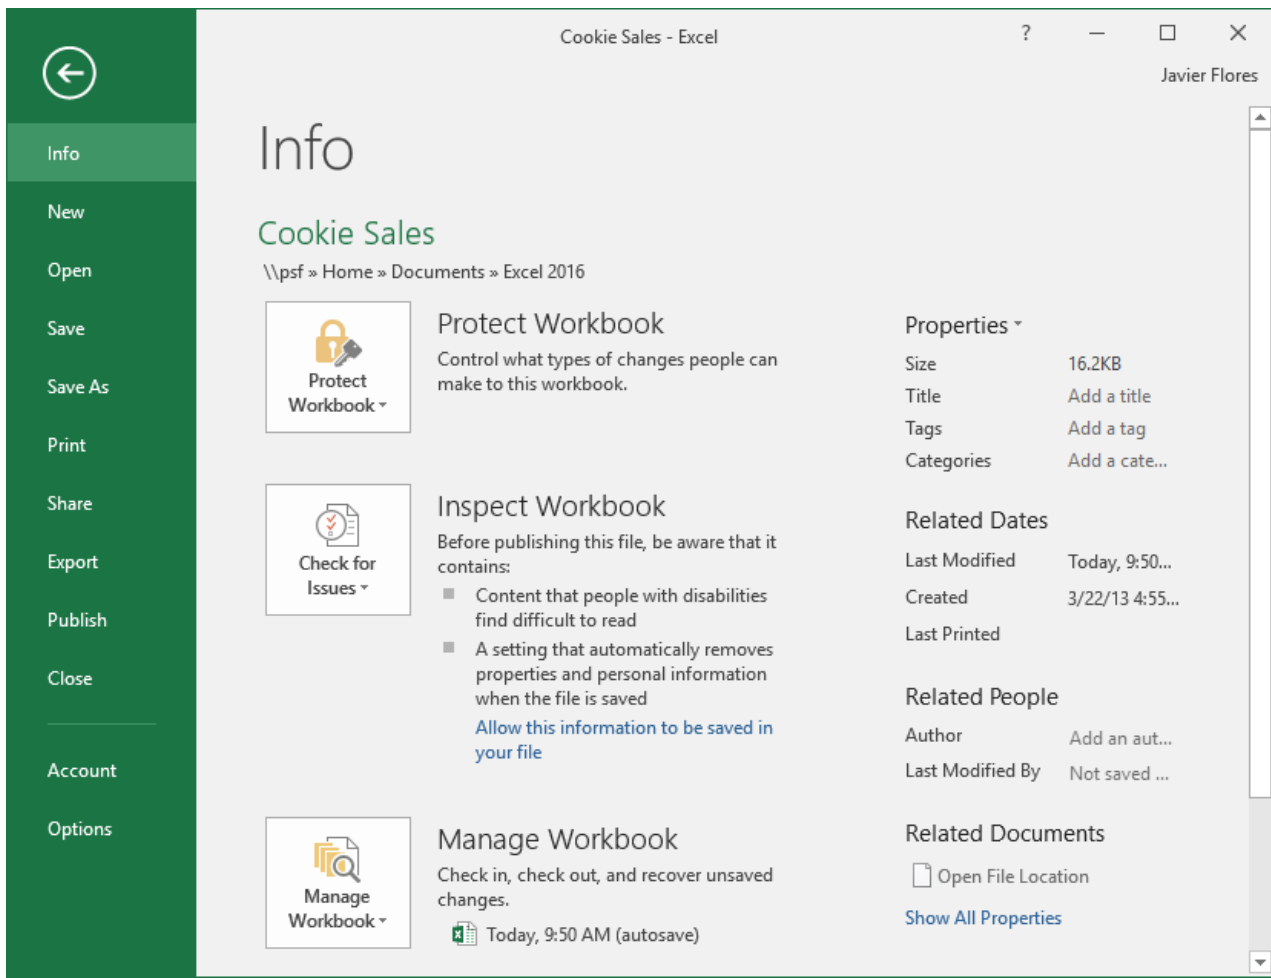 Cookie Sales - Excel
?
Javier Flores
Info
New
Open
Save
Save As
Print
Share
Export
Publish
Close
Account
Options
Info
Cookie Sales
\\psf » Home » Documents » Excel 2016
Protect
Workbook
Protect Workbook
Control what types of changes people can
make to this workbook.
Check for
Issues
Inspect Workbook
Before publishing this file, be aware that it
contains:
Content that people with disabilities
find difficult to read
A setting that automatically removes
properties and personal information
when the file is saved
Allow this information to be saved in
your file
Manage
Workbook
Manage Workbook
Check in, check out, and recover unsaved
changes.
Today, 9:50 AM (autosave)
Properties
Size 16.2KB
Title Add a title
Tags Add a tag
Categories Add a cate...
Related Dates
Last Modified Today, 9:50...
Created 3/22/13 4:55...
Last Printed
Related People
Author Add an aut...
Last Modified By Not saved ...
Related Documents
Open File Location
Show All Properties